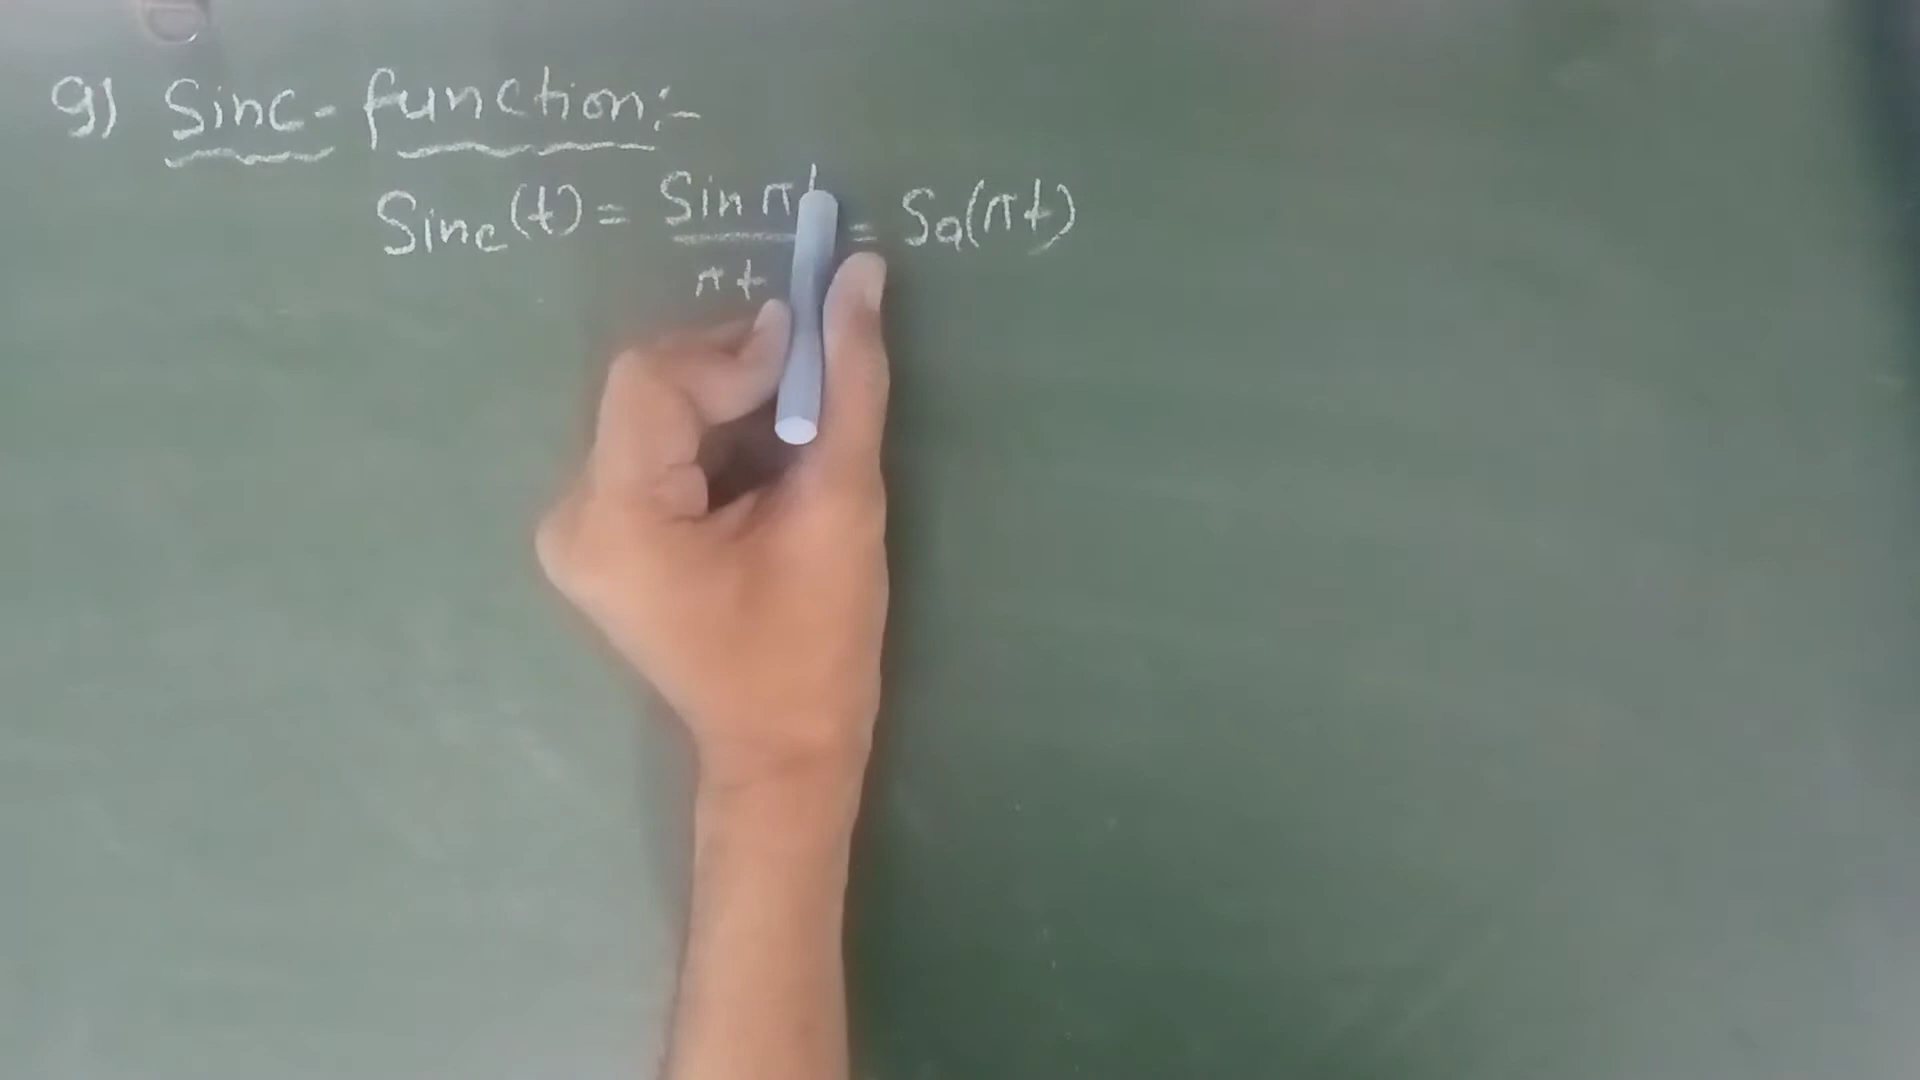 9) Sinc-function:-
Sinc(t) = Sin πt / πt = Sa(πt)